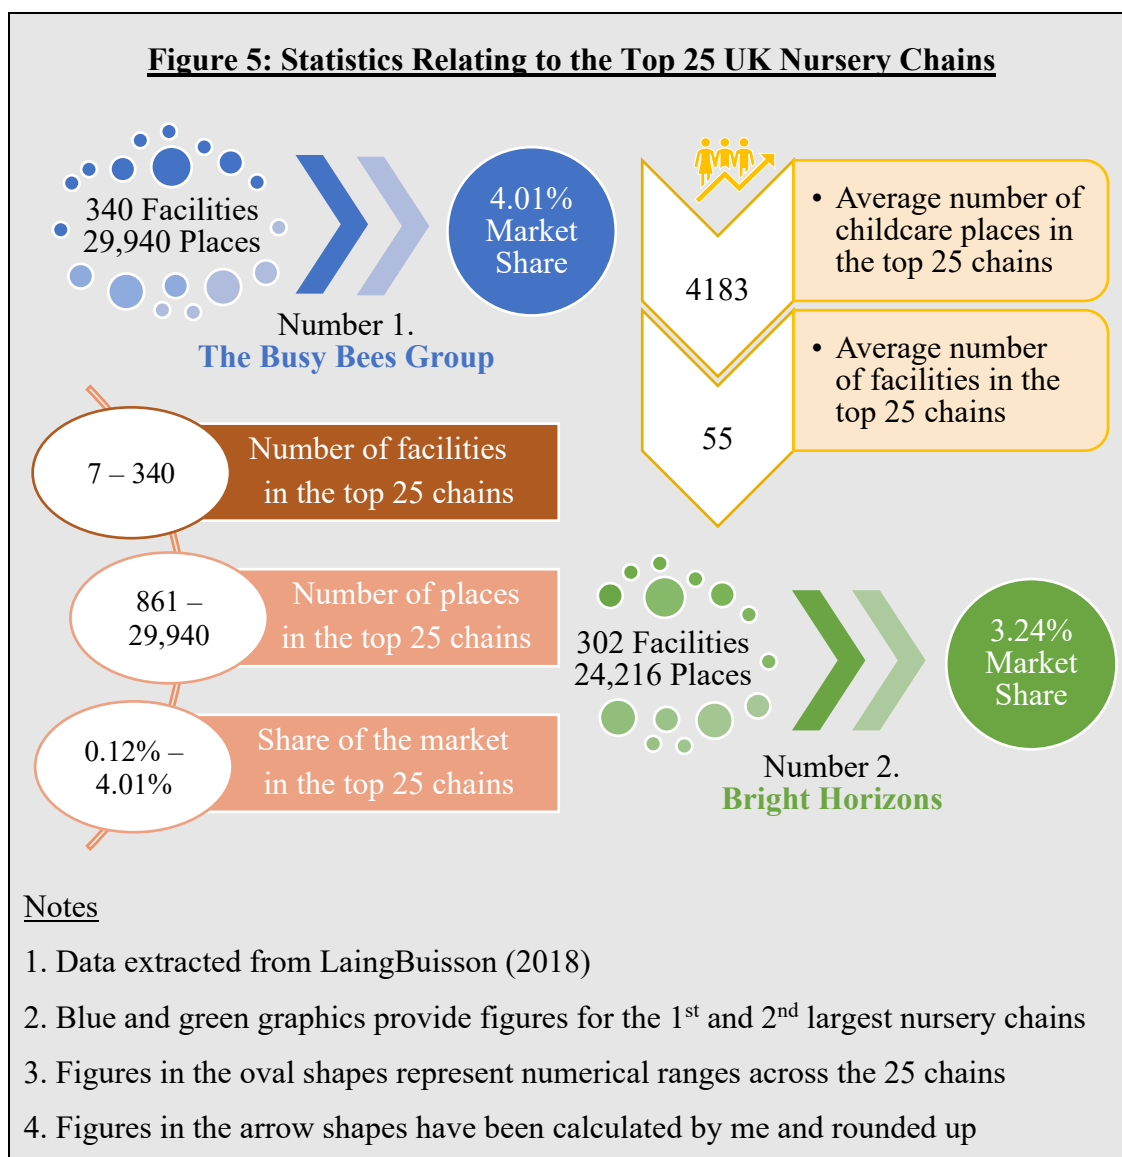 Figure 5: Statistics Relating to the Top 25 UK Nursery Chains
340 Facilities
29,940 Places
4.01%
Market
Share
Number 1.
The Busy Bees Group
4183
• Average number of
childcare places in
the top 25 chains
55
• Average number
of facilities in the
top 25 chains
7 – 340
Number of facilities
in the top 25 chains
861 –
29,940
Number of places
in the top 25 chains
0.12% –
4.01%
Share of the market
in the top 25 chains
302 Facilities
24,216 Places
3.24%
Market
Share
Number 2.
Bright Horizons
Notes
1. Data extracted from LaingBuisson (2018)
2. Blue and green graphics provide figures for the 1st and 2nd largest nursery chains
3. Figures in the oval shapes represent numerical ranges across the 25 chains
4. Figures in the arrow shapes have been calculated by me and rounded up